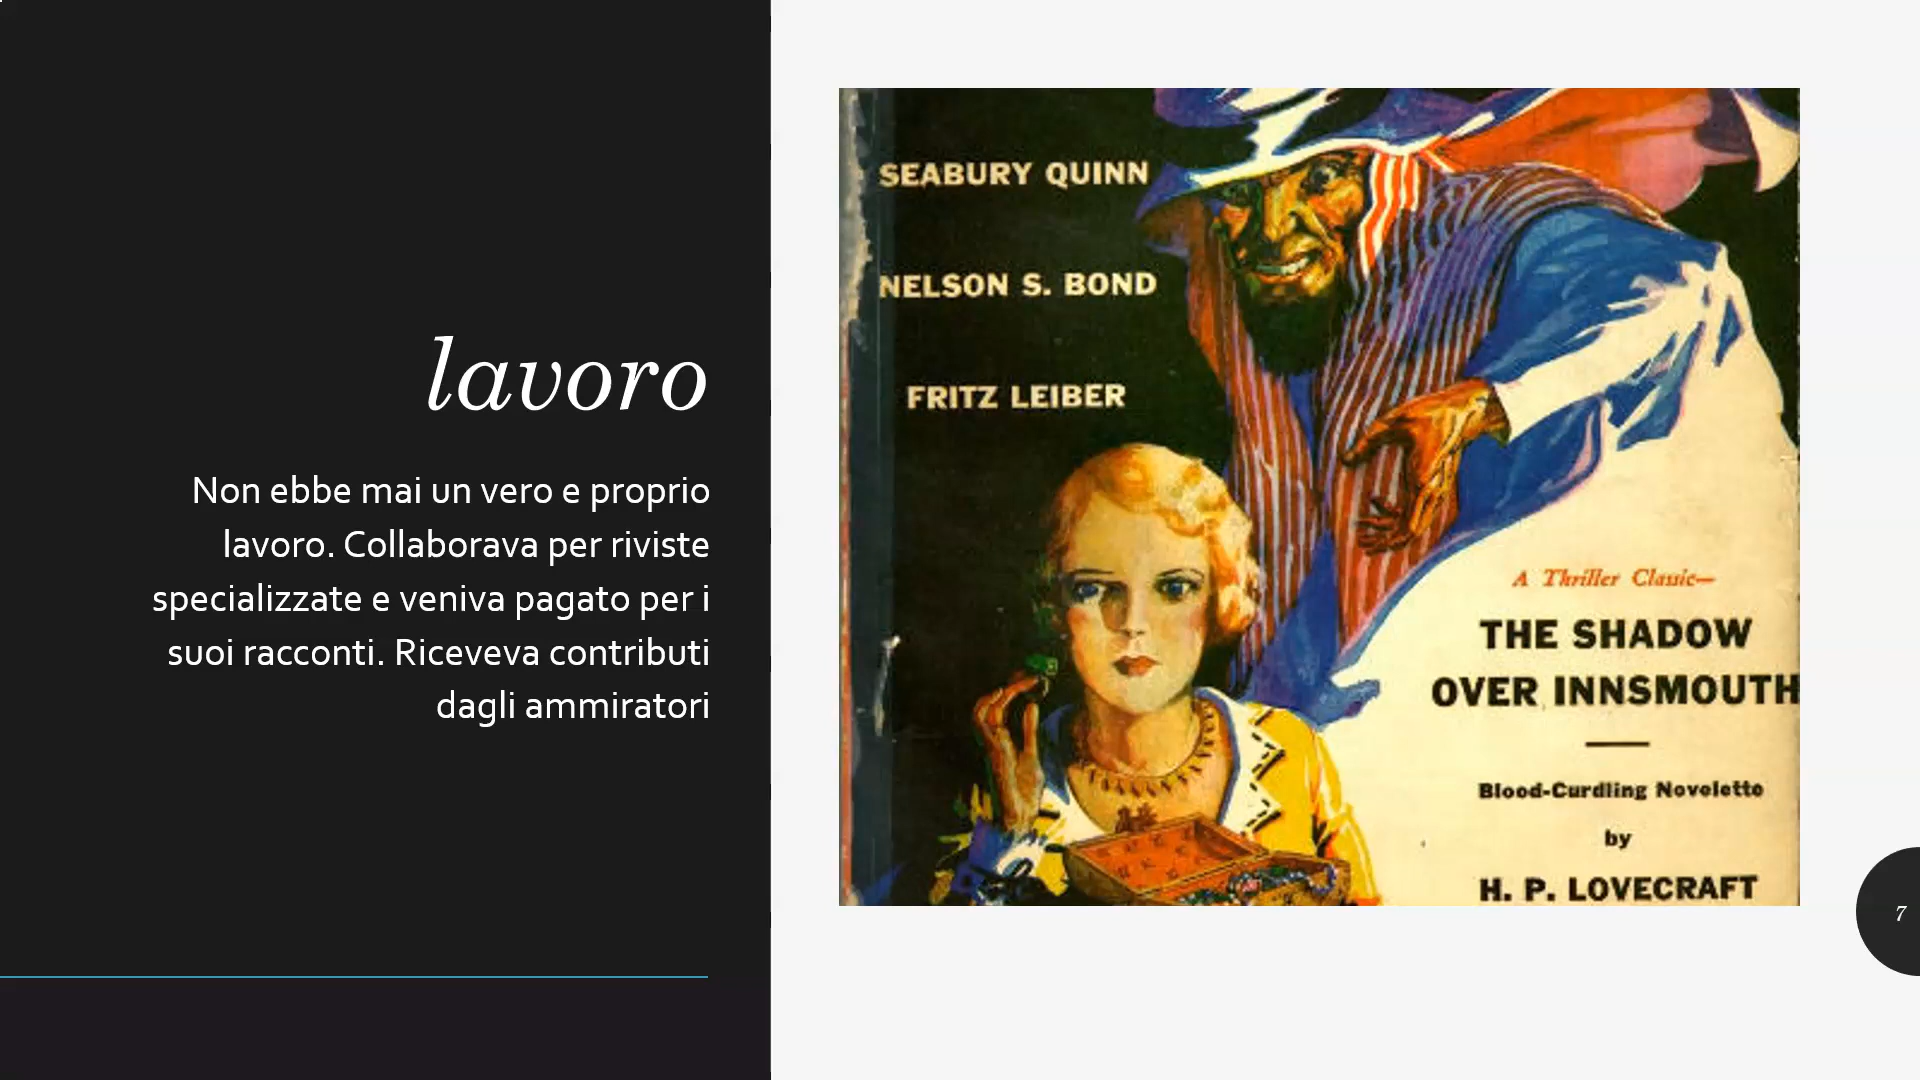 lavoro
Non ebbe mai un vero e proprio
lavoro. Collaborava per riviste
specializzate e veniva pagato per i
suoi racconti. Riceveva contributi
dagli ammiratori
SEABURY QUINN
NELSON S. BOND
FRITZ LEIBER
A Thriller Classic—
THE SHADOW
OVER INNSMOUTH
Blood-Curdling Novelette
by
H. P. LOVECRAFT
7